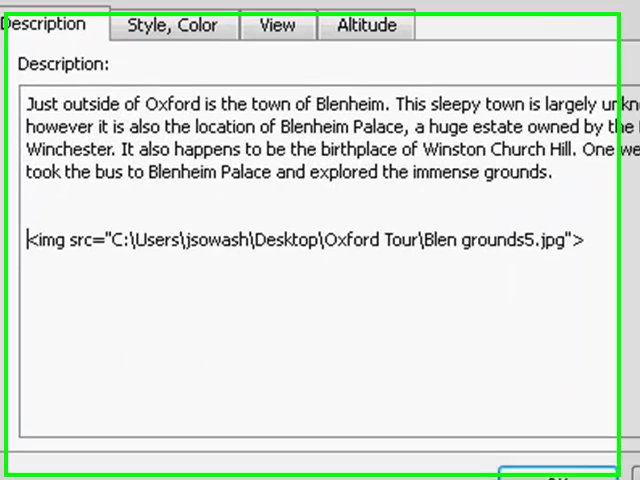 Description Style, Color View Altitude
Description:
Just outside of Oxford is the town of Blenheim. This sleepy town is largely
however it is also the location of Blenheim Palace, a huge estate owned by the
Winchester. It also happens to be the birthplace of Winston Church Hill. One
took the bus to Blenheim Palace and explored the immense grounds.
<img src="C:\Users\jsowash\Desktop\Oxford Tour\Blen grounds5.jpg">